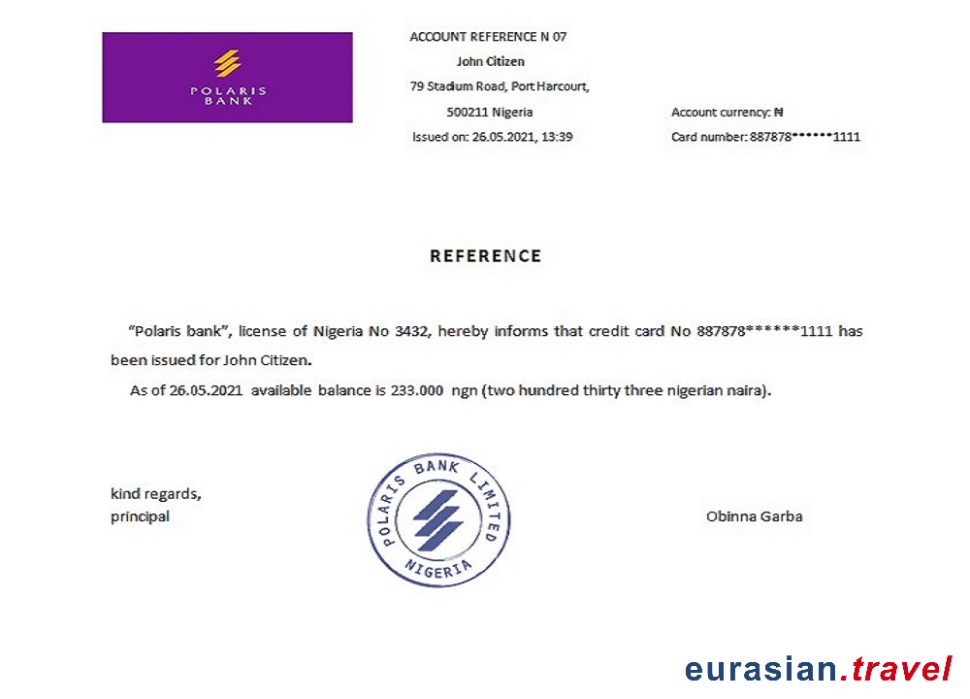 POLARIS
BANK
ACCOUNT REFERENCE N 07
John Citizen
79 Stadium Road, Port Harcourt,
500211 Nigeria
Issued on: 26.05.2021, 13:39
Account currency: ₦
Card number: 887878******1111
REFERENCE
“Polaris bank”, license of Nigeria No 3432, hereby informs that credit card No 887878******1111 has
been issued for John Citizen.
As of 26.05.2021 available balance is 233.000 ngn (two hundred thirty three nigerian naira).
kind regards,
principal
POLARIS BANK LIMITED
NIGERIA
Obinna Garba
eurasian.travel